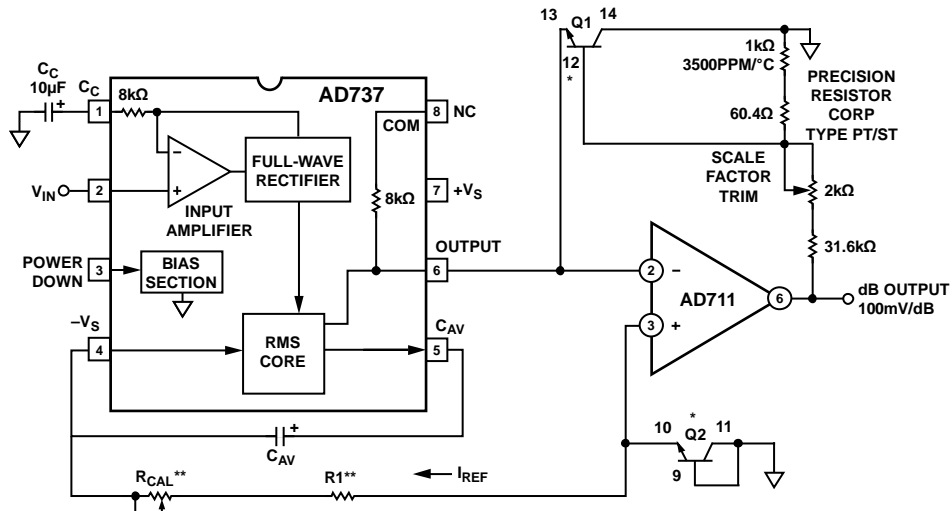 13
Q1
14
12
*
1kΩ
3500PPM/°C
60.4Ω
PRECISION
RESISTOR
CORP
TYPE PT/ST
SCALE
FACTOR
TRIM
2kΩ
31.6kΩ
CC
10µF
+
CC
1
8kΩ
AD737
8
NC
COM
FULL-WAVE
RECTIFIER
−
+
VIN
2
INPUT
AMPLIFIER
8kΩ
7
+VS
POWER
DOWN
3
BIAS
SECTION
OUTPUT
6
2
−
AD711
6
dB OUTPUT
100mV/dB
3
+
–VS
4
RMS
CORE
CAV
5
+
CAV
*
10
Q2
11
9
IREF
RCAL**
R1**